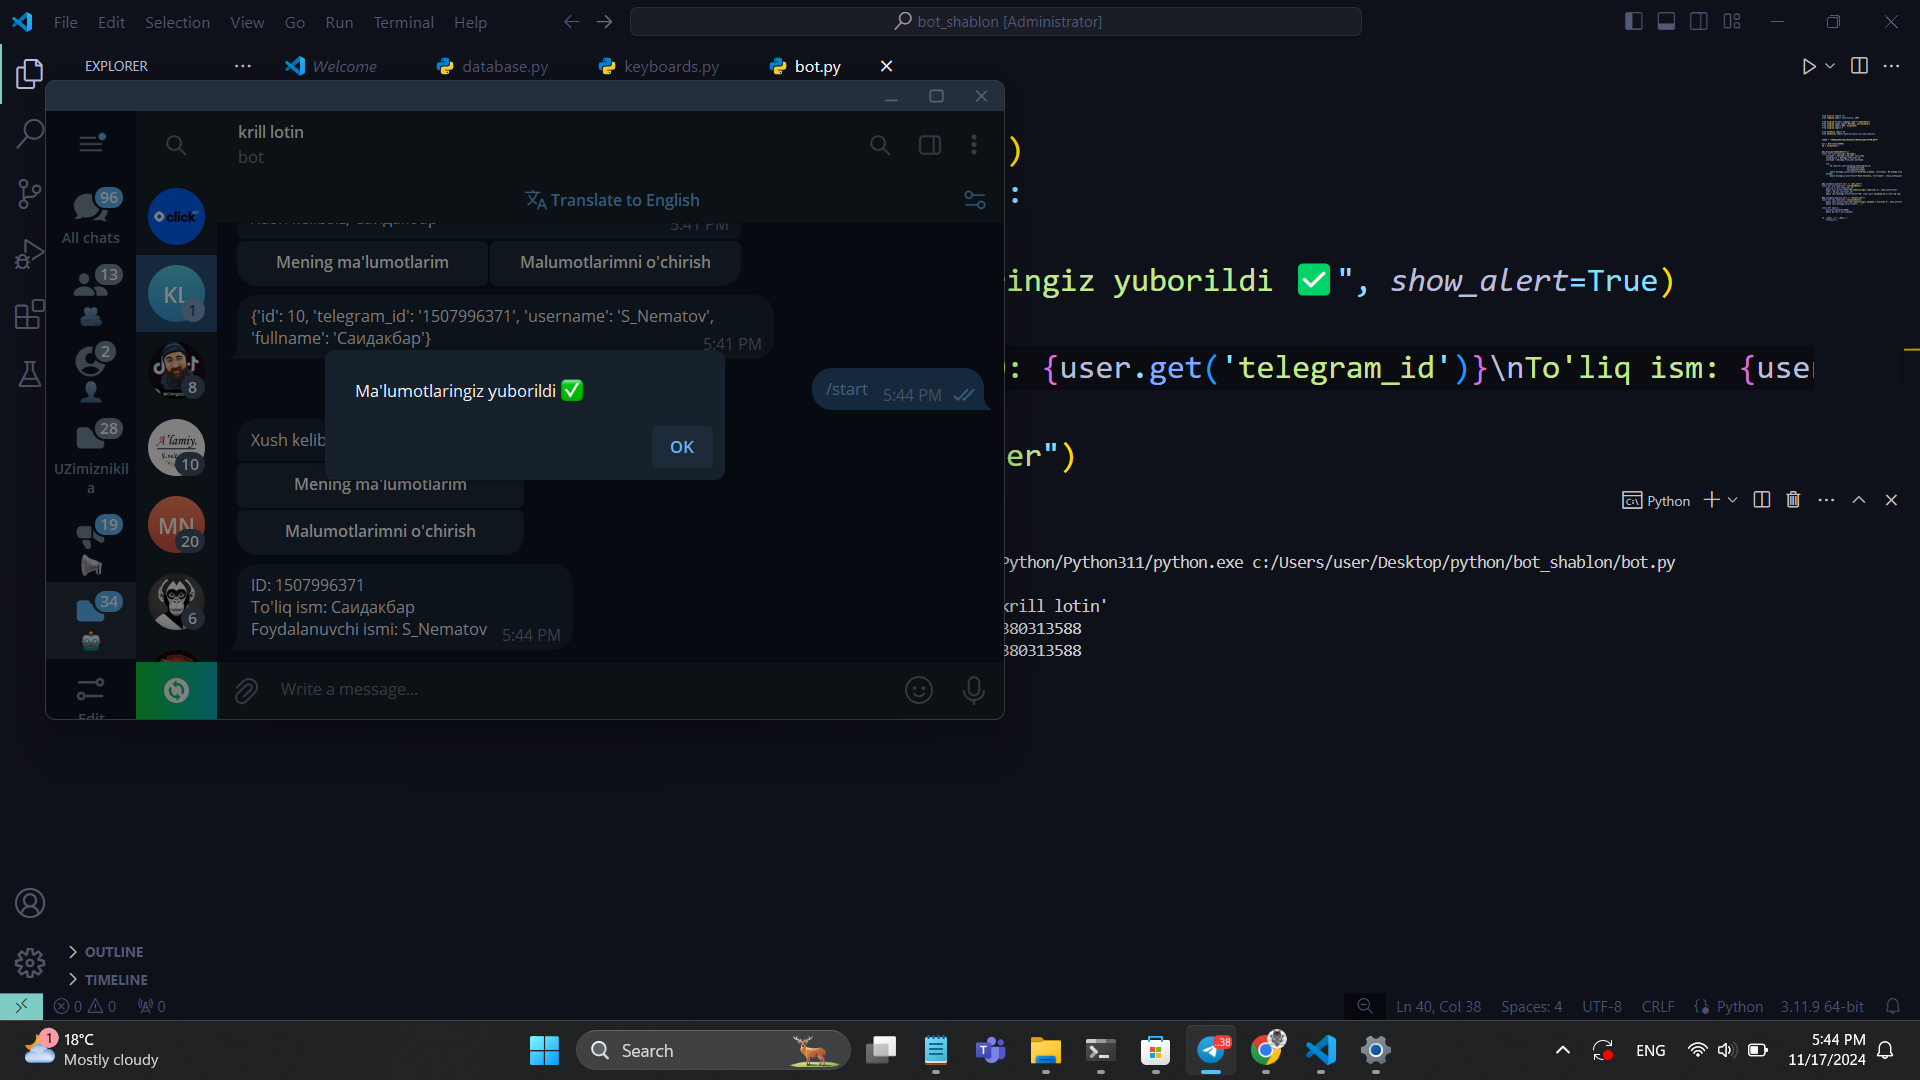 File Edit Selection View Go Run Terminal Help
bot_shablon [Administrator]
EXPLORER
Welcome
database.py
keyboards.py
bot.py
krill lotin
bot
Translate to English
96
All chats
13
2
28
UZimiznikil
a
19
34
Edit
click
KL
1
8
A'lamiy.
10
MN
20
6
5:41 PM
Mening ma'lumotlarim
Malumotlarimni o'chirish
{'id': 10, 'telegram_id': '1507996371', 'username': 'S_Nematov',
'fullname': 'Саидакбар'}
5:41 PM
/start 5:44 PM
Xush kelib
Mening ma'lumotlarim
Malumotlarimni o'chirish
Ma'lumotlaringiz yuborildi ✅
OK
ID: 1507996371
To'liq ism: Саидакбар
Foydalanuvchi ismi: S_Nematov 5:44 PM
Write a message...
)
:
ingiz yuborildi ✅", show_alert=True)
: {user.get('telegram_id')}\nTo'liq ism: {user
er")
Python
Python/Python311/python.exe c:/Users/user/Desktop/python/bot_shablon/bot.py
krill lotin'
380313588
380313588
OUTLINE
TIMELINE
0 0 0
Ln 40, Col 38 Spaces: 4 UTF-8 CRLF Python 3.11.9 64-bit
1
18°C
Mostly cloudy
Search
38
ENG
5:44 PM
11/17/2024